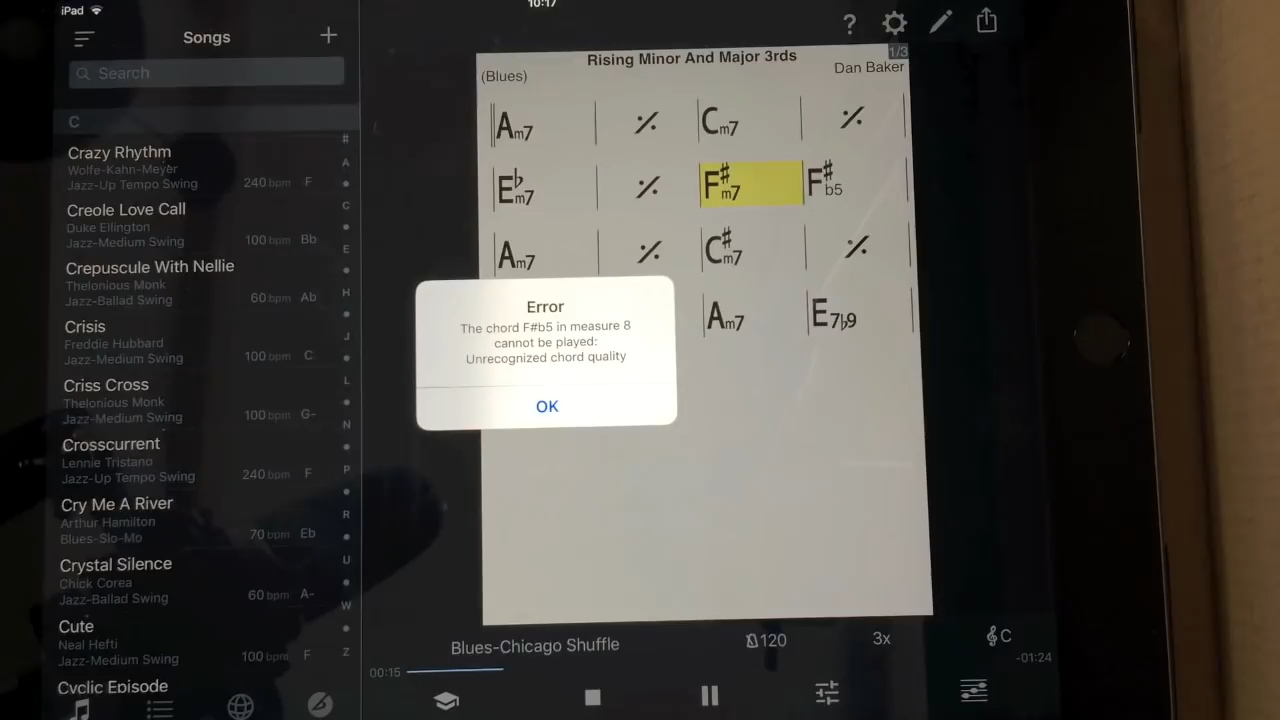 iPad
10:17
Songs
+
?
Search
C
Crazy Rhythm
Wolfe-Kahn-Meyer
Jazz-Up Tempo Swing 240 bpm F
Creole Love Call
Duke Ellington
Jazz-Medium Swing 100 bpm Bb
Crepuscule With Nellie
Thelonious Monk
Jazz-Ballad Swing 60 bpm Ab
Crisis
Freddie Hubbard
Jazz-Medium Swing 100 bpm C
Criss Cross
Thelonious Monk
Jazz-Medium Swing 100 bpm G-
Crosscurrent
Lennie Tristano
Jazz-Up Tempo Swing 240 bpm F
Cry Me A River
Arthur Hamilton
Blues-Slo-Mo 70 bpm Eb
Crystal Silence
Chick Corea
Jazz-Ballad Swing 60 bpm A-
Cute
Neal Hefti
Jazz-Medium Swing 100 bpm F
Cyclic Episode
#
A
C
E
H
J
L
N
P
R
U
W
Z
Rising Minor And Major 3rds
1/3
(Blues)
Dan Baker
Am7 | 𝄎 | Cm7 | 𝄎
E♭m7 | 𝄎 | F#m7 | F#b5
Am7 | 𝄎 | C#m7 | 𝄎
Am7 | E7♭9
Error
The chord F#b5 in measure 8
cannot be played:
Unrecognized chord quality
OK
Blues-Chicago Shuffle 120 3x C
00:15
-01:24